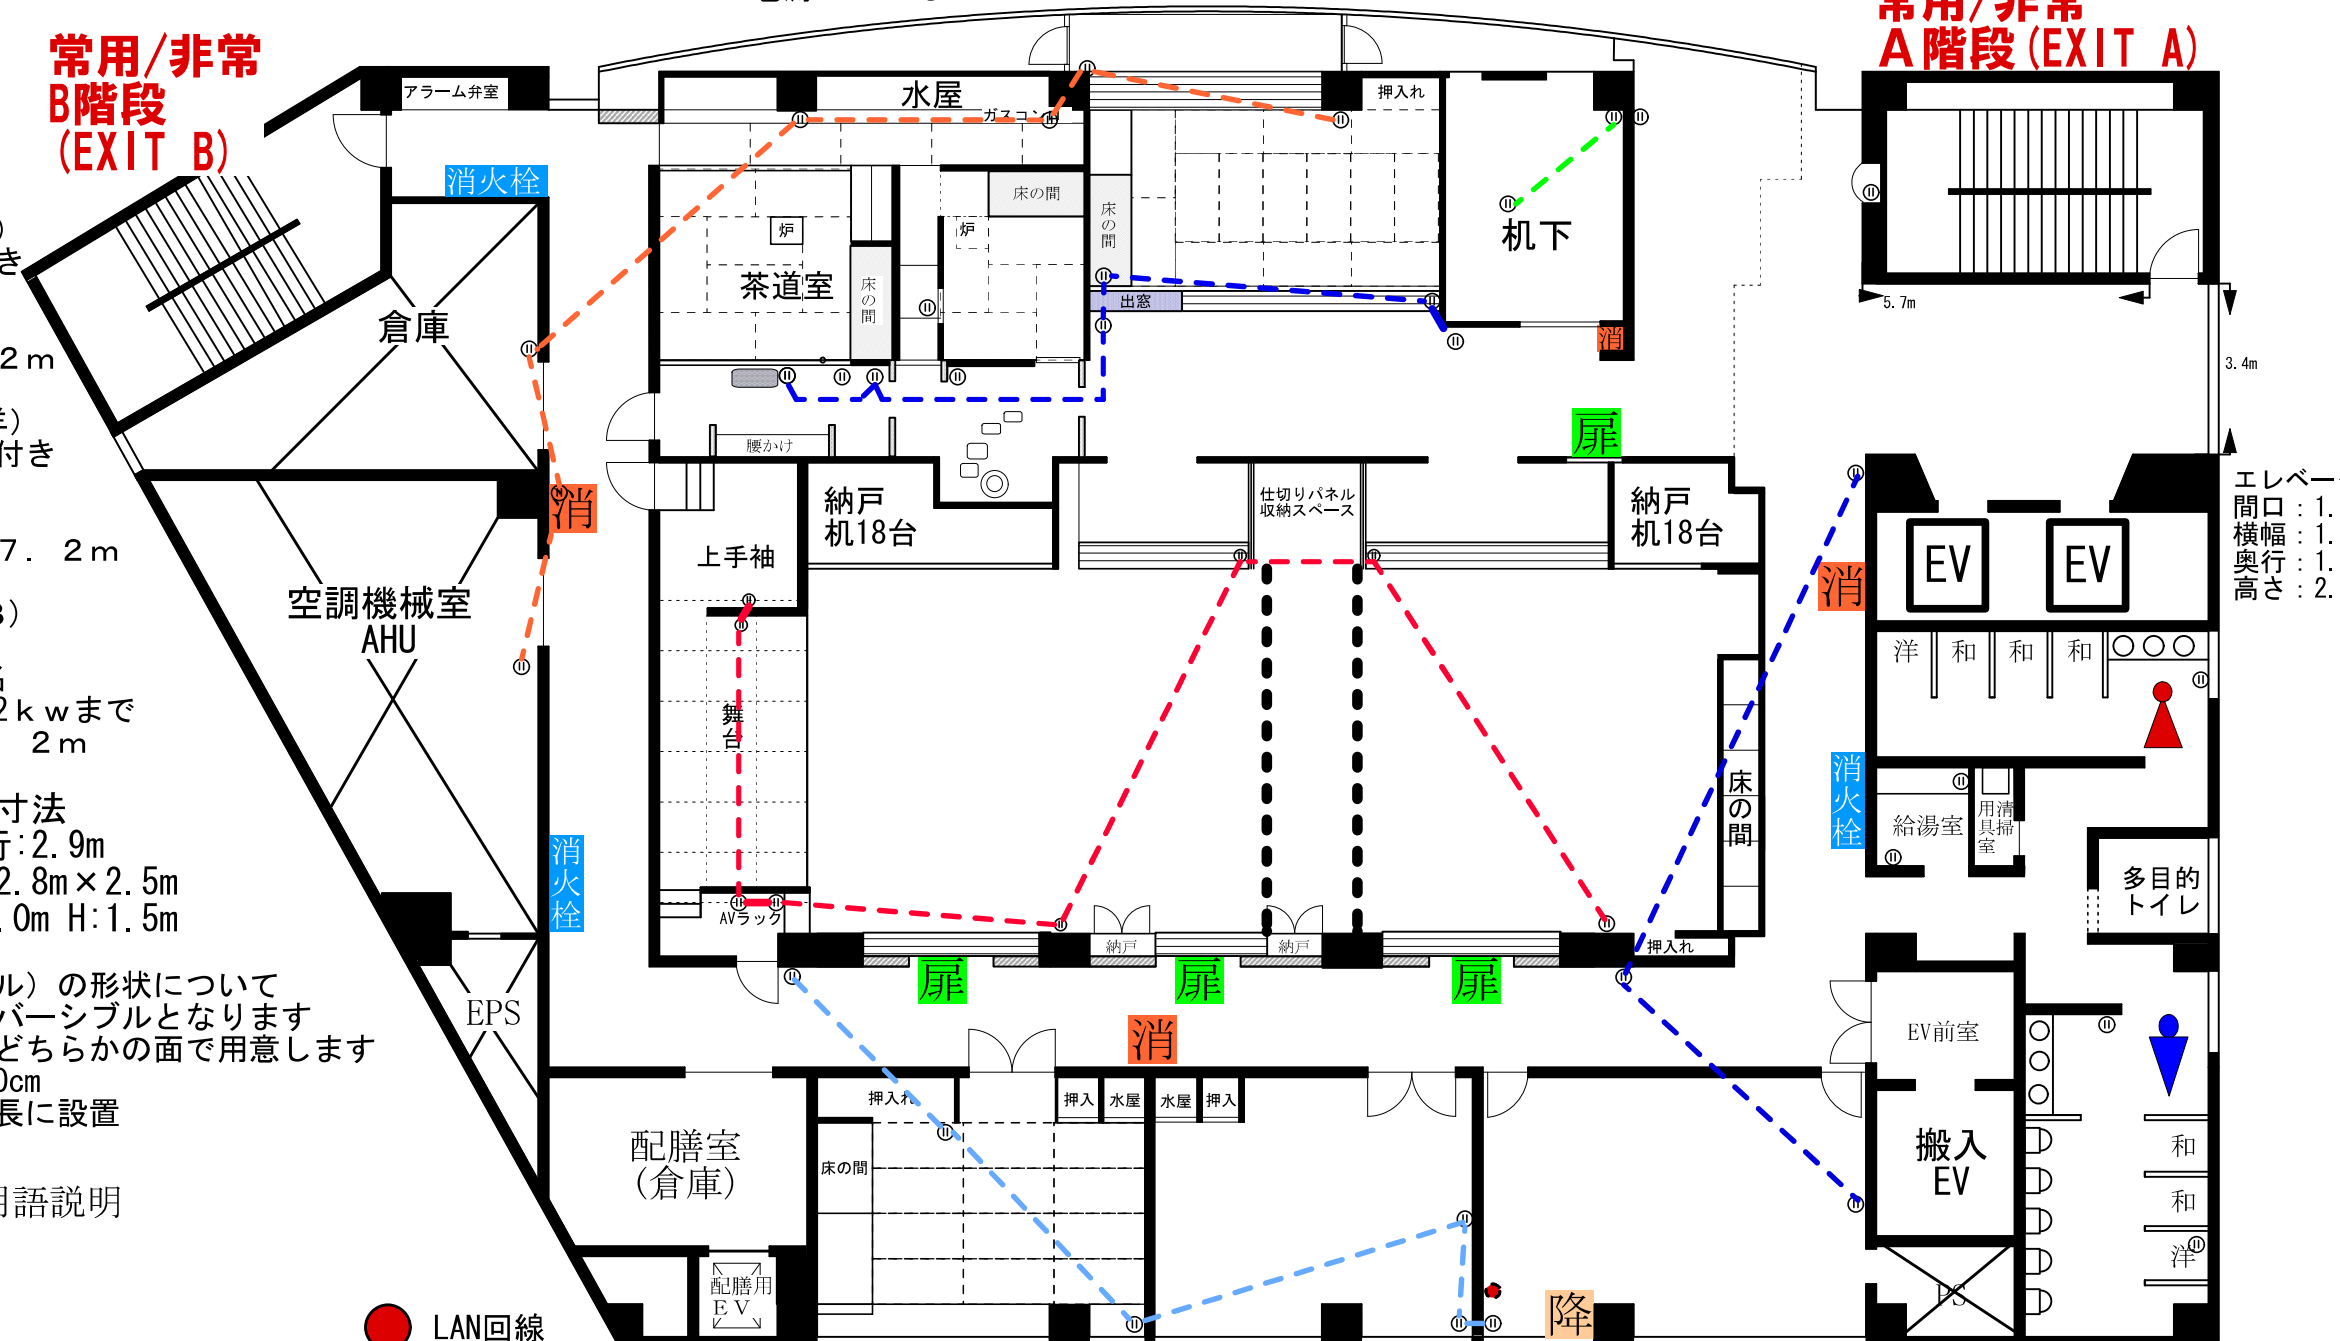 常用/非常
B階段
(EXIT B)
常用/非常
A階段(EXIT A)
アラーム弁室
消火栓
水屋
ガスコン
押入れ
床の間
炉
炉
茶道室
床の間
床の間
出窓
机下
消
5.7m
3.4m
倉庫
2m
付き
腰かけ
扉
納戸
机18台
仕切りパネル
収納スペース
納戸
机18台
消
上手袖
7. 2m
空調機械室
AHU
EV
EV
エレベー
間口:1.
横幅:1.
奥行:1.
高さ:2.
消
洋
和
和
和
2kwまで
2m
舞台
床の間
消火栓
寸法
行:2.9m
2.8m×2.5m
.0m H:1.5m
消火栓
給湯室
清掃用具室
多目的
トイレ
AVラック
納戸
納戸
押入れ
扉
扉
扉
ル)の形状について
バーシブルとなります
どちらかの面で用意します
0cm
長に設置
EPS
消
EV前室
押入れ
押入
水屋
水屋
押入
配膳室
(倉庫)
床の間
搬入
EV
和
和
洋
用語説明
配膳用
EV
降
PS
LAN回線